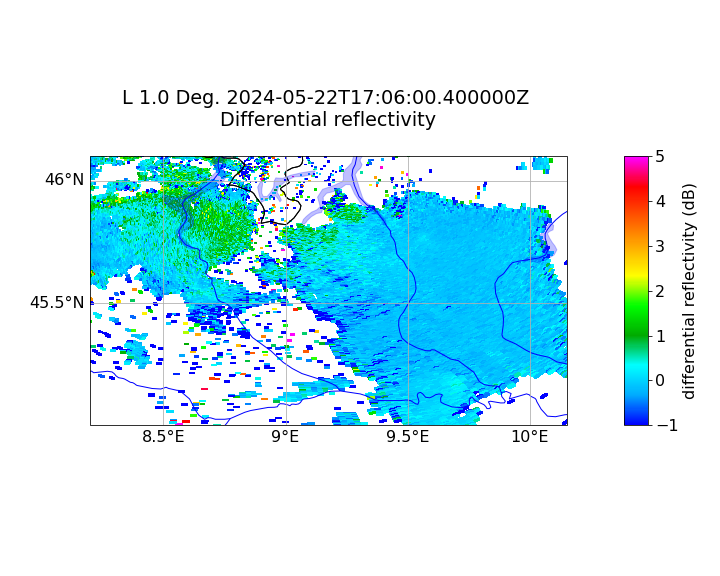 L 1.0 Deg. 2024-05-22T17:06:00.400000Z
Differential reflectivity
46°N
45.5°N
8.5°E
9°E
9.5°E
10°E
5
4
3
2
1
0
−1
differential reflectivity (dB)